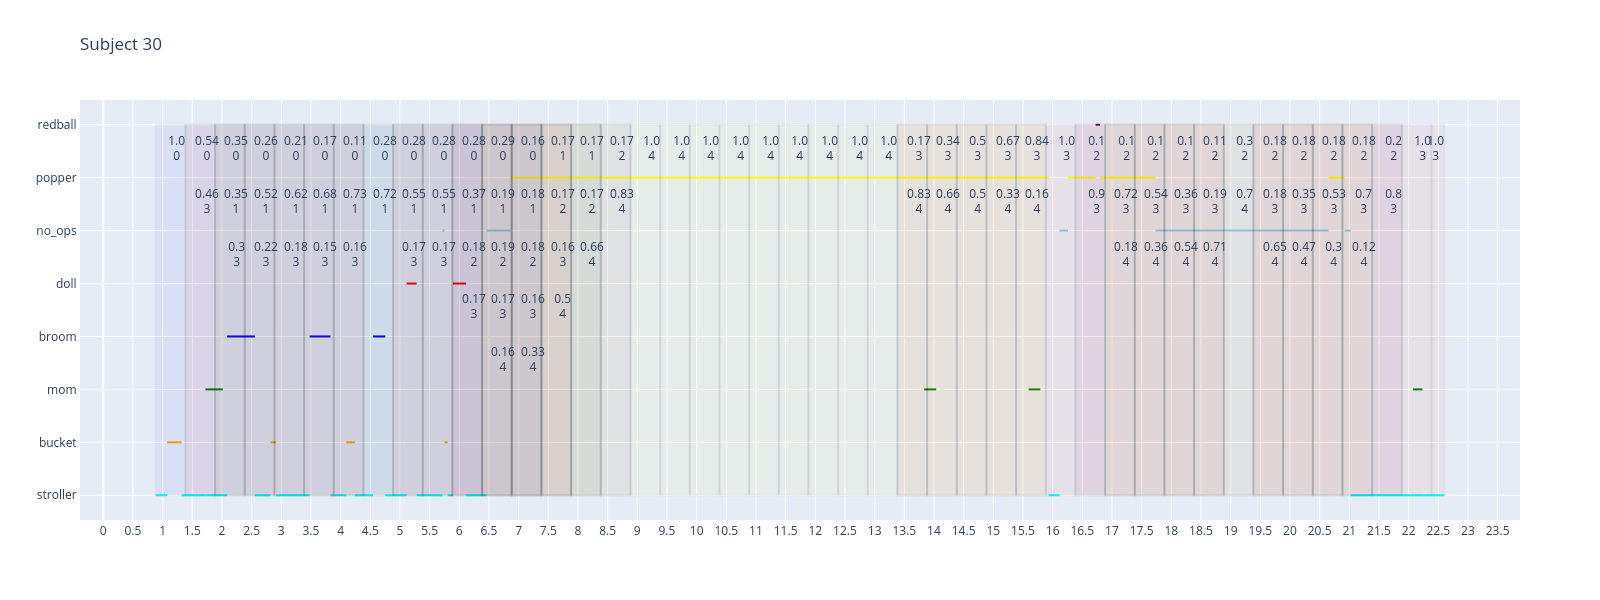 Subject 30
redball
1.0 0.54 0.35 0.26 0.21 0.17 0.11 0.28 0.28 0.28 0.28 0.29 0.16 0.17 0.17 0.17 1.0 1.0 1.0 1.0 1.0 1.0 1.0 1.0 1.0 0.17 0.34 0.5 0.67 0.84 1.0 0.1 0.1 0.1 0.1 0.11 0.3 0.18 0.18 0.18 0.18 0.2 1.0 1.0
0 0 0 0 0 0 0 0 0 0 0 0 0 1 1 2 4 4 4 4 4 4 4 4 4 3 3 3 3 3 3 2 2 2 2 2 2 2 2 2 2 2 3 3
popper
0.46 0.35 0.52 0.62 0.68 0.73 0.72 0.55 0.55 0.37 0.19 0.18 0.17 0.17 0.83 0.83 0.66 0.5 0.33 0.16 0.9 0.72 0.54 0.36 0.19 0.7 0.18 0.35 0.53 0.7 0.8
3 1 1 1 1 1 1 1 1 1 1 1 2 2 4 4 4 4 4 4 3 3 3 3 3 4 3 3 3 3 3
no_ops
0.3 0.22 0.18 0.15 0.16 0.17 0.17 0.18 0.19 0.18 0.16 0.66 0.18 0.36 0.54 0.71 0.65 0.47 0.3 0.12
3 3 3 3 3 3 3 2 2 2 3 4 4 4 4 4 4 4 4 4
doll
0.17 0.17 0.16 0.5
3 3 3 4
broom
0.16 0.33
4 4
mom
bucket
stroller
0 0.5 1 1.5 2 2.5 3 3.5 4 4.5 5 5.5 6 6.5 7 7.5 8 8.5 9 9.5 10 10.5 11 11.5 12 12.5 13 13.5 14 14.5 15 15.5 16 16.5 17 17.5 18 18.5 19 19.5 20 20.5 21 21.5 22 22.5 23 23.5